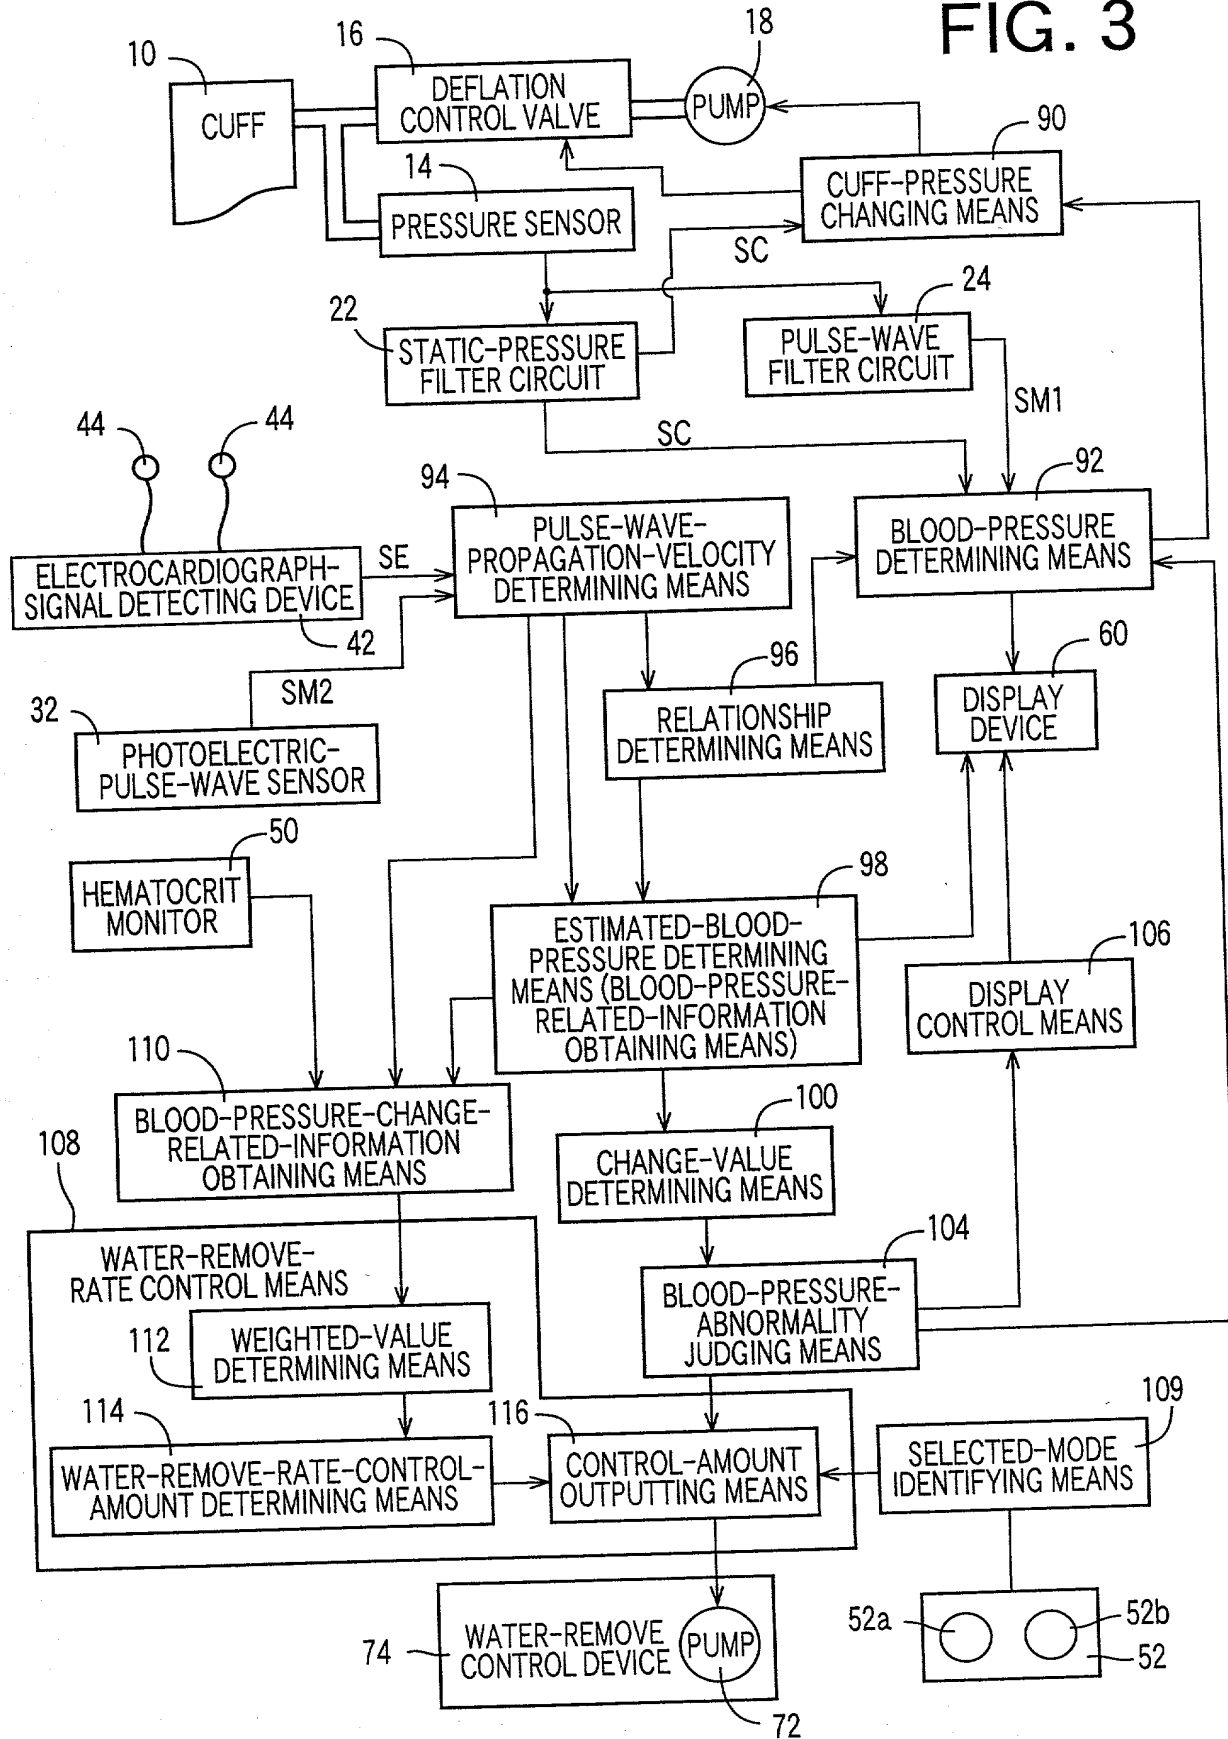 FIG. 3
10
16
18
CUFF
DEFLATION
CONTROL VALVE
PUMP
90
14
CUFF-PRESSURE
CHANGING MEANS
PRESSURE SENSOR
SC
22
24
STATIC-PRESSURE
FILTER CIRCUIT
PULSE-WAVE
FILTER CIRCUIT
SM1
44
44
SC
94
92
PULSE-WAVE-
PROPAGATION-VELOCITY
DETERMINING MEANS
BLOOD-PRESSURE
DETERMINING MEANS
SE
ELECTROCARDIOGRAPH-
SIGNAL DETECTING DEVICE
42
96
60
SM2
32
RELATIONSHIP
DETERMINING MEANS
DISPLAY
DEVICE
PHOTOELECTRIC-
PULSE-WAVE SENSOR
50
98
HEMATOCRIT
MONITOR
ESTIMATED-BLOOD-
PRESSURE DETERMINING
MEANS (BLOOD-PRESSURE-
RELATED-INFORMATION
OBTAINING MEANS)
106
DISPLAY
CONTROL MEANS
110
100
BLOOD-PRESSURE-CHANGE-
RELATED-INFORMATION
OBTAINING MEANS
108
CHANGE-VALUE
DETERMINING MEANS
104
WATER-REMOVE-
RATE CONTROL MEANS
BLOOD-PRESSURE-
ABNORMALITY
JUDGING MEANS
112
WEIGHTED-VALUE
DETERMINING MEANS
114
116
109
WATER-REMOVE-RATE-CONTROL-
AMOUNT DETERMINING MEANS
CONTROL-AMOUNT
OUTPUTTING MEANS
SELECTED-MODE
IDENTIFYING MEANS
74
WATER-REMOVE
CONTROL DEVICE
PUMP
72
52a
52b
52